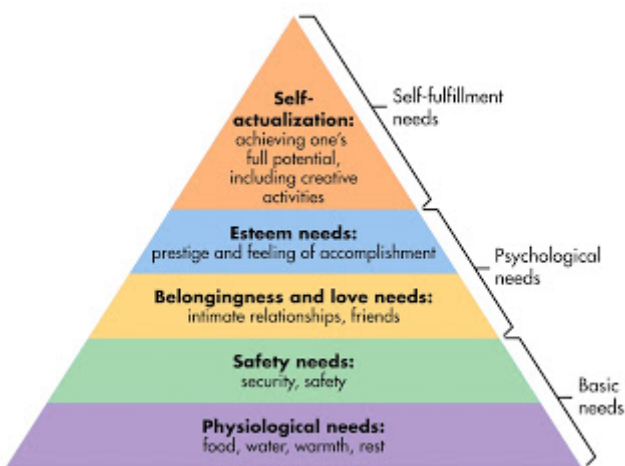 Self-
actualization:
achieving one's
full potential,
including creative
activities
Self-fulfillment
needs
Esteem needs:
prestige and feeling of accomplishment
Psychological
needs
Belongingness and love needs:
intimate relationships, friends
Safety needs:
security, safety
Basic
needs
Physiological needs:
food, water, warmth, rest